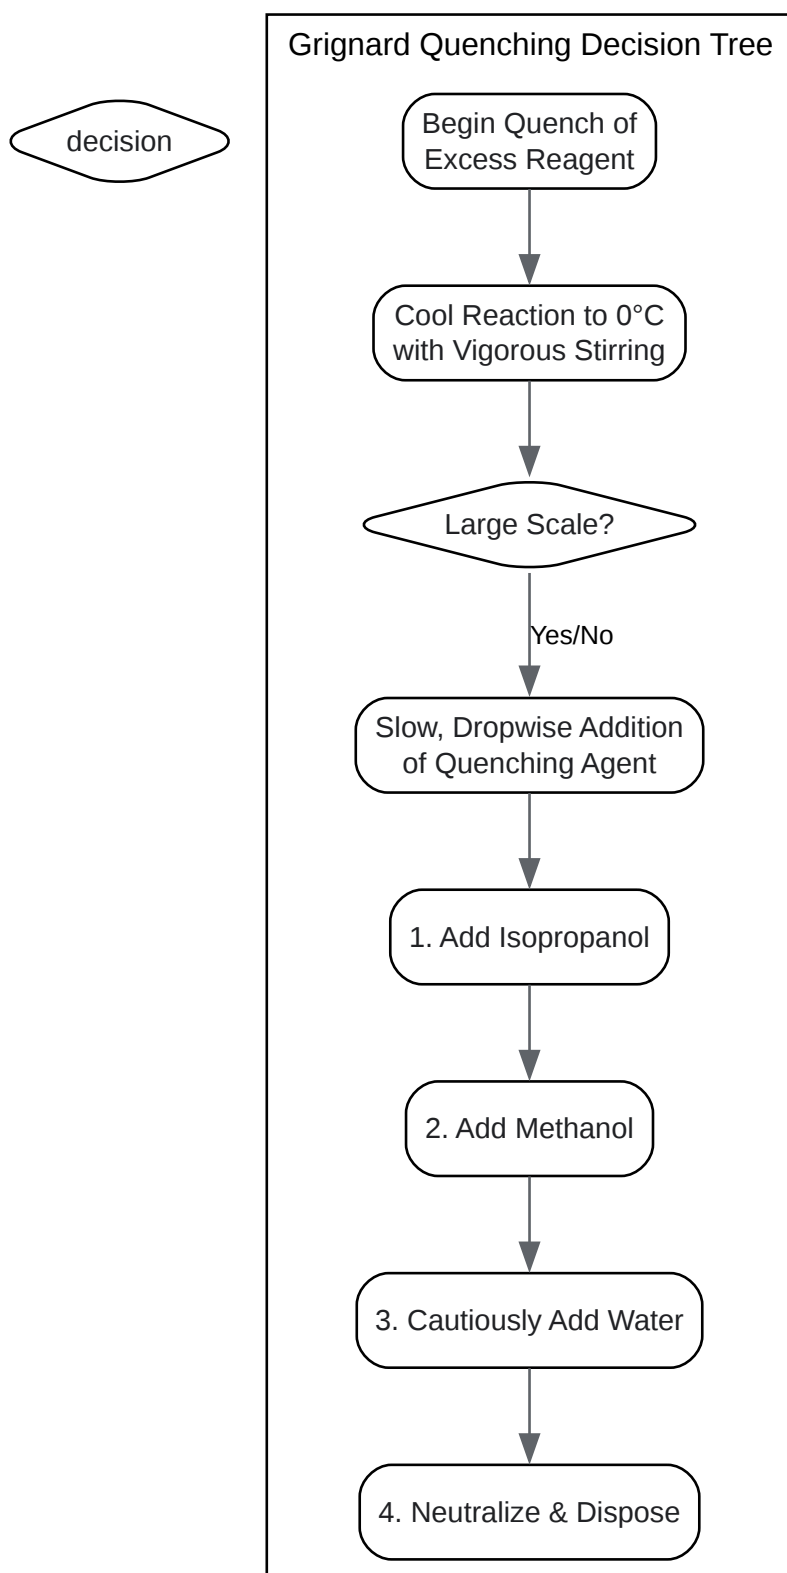 Grignard Quenching Decision Tree
decision
Begin Quench of
Excess Reagent
Cool Reaction to 0°C
with Vigorous Stirring
Large Scale?
Yes/No
Slow, Dropwise Addition
of Quenching Agent
1. Add Isopropanol
2. Add Methanol
3. Cautiously Add Water
4. Neutralize & Dispose